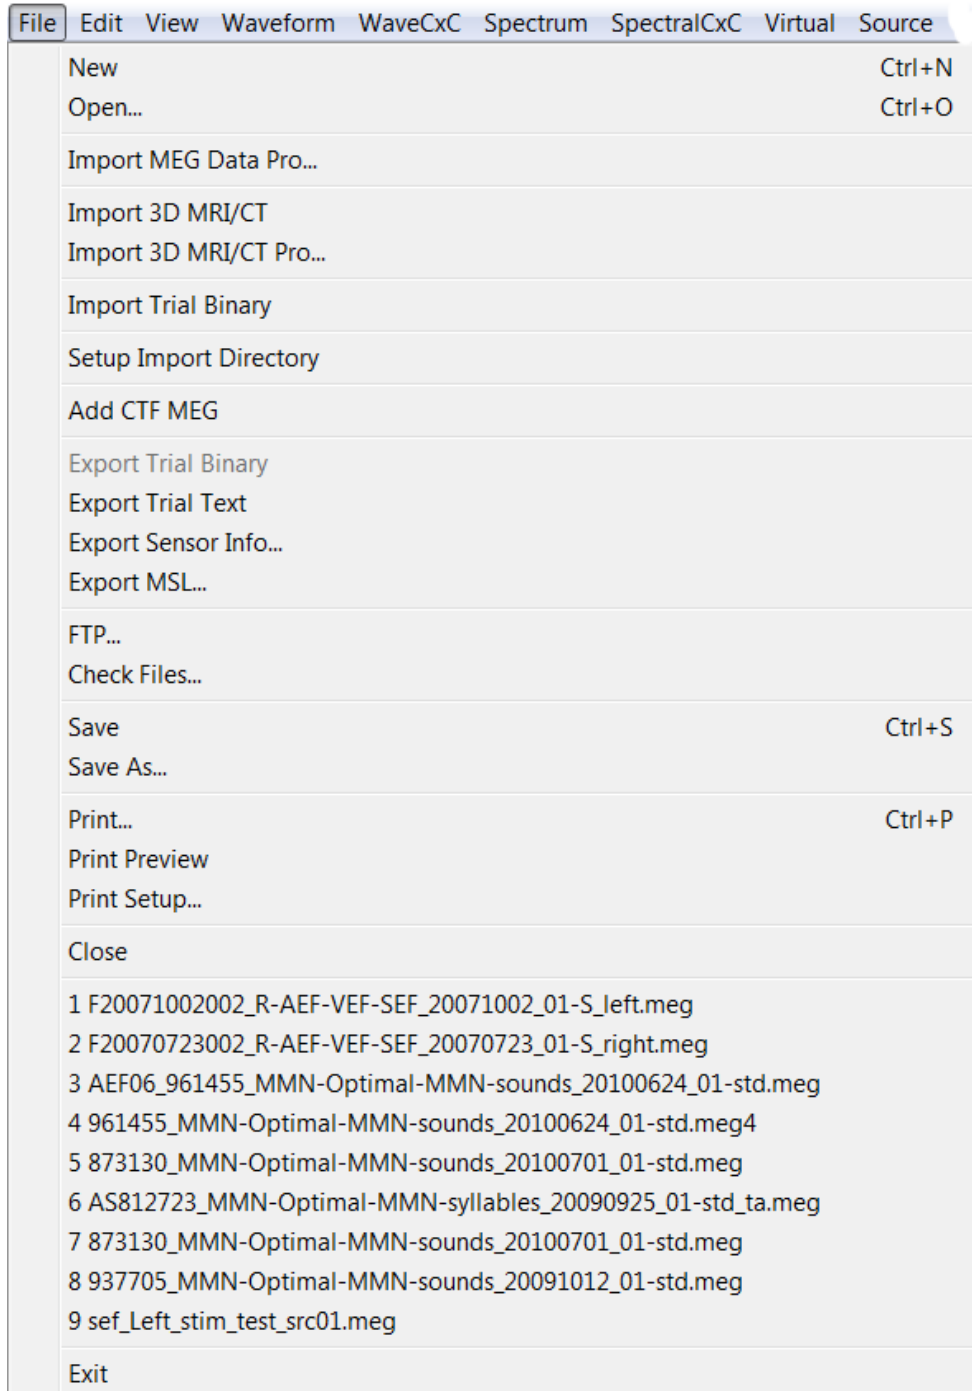 File Edit View Waveform WaveCxC Spectrum SpectralCxC Virtual Source
New Ctrl+N
Open... Ctrl+O
Import MEG Data Pro...
Import 3D MRI/CT
Import 3D MRI/CT Pro...
Import Trial Binary
Setup Import Directory
Add CTF MEG
Export Trial Binary
Export Trial Text
Export Sensor Info...
Export MSL...
FTP...
Check Files...
Save Ctrl+S
Save As...
Print... Ctrl+P
Print Preview
Print Setup...
Close
1 F20071002002_R-AEF-VEF-SEF_20071002_01-S_left.meg
2 F20070723002_R-AEF-VEF-SEF_20070723_01-S_right.meg
3 AEF06_961455_MMN-Optimal-MMN-sounds_20100624_01-std.meg
4 961455_MMN-Optimal-MMN-sounds_20100624_01-std.meg4
5 873130_MMN-Optimal-MMN-sounds_20100701_01-std.meg
6 AS812723_MMN-Optimal-MMN-syllables_20090925_01-std_ta.meg
7 873130_MMN-Optimal-MMN-sounds_20100701_01-std.meg
8 937705_MMN-Optimal-MMN-sounds_20091012_01-std.meg
9 sef_Left_stim_test_src01.meg
Exit